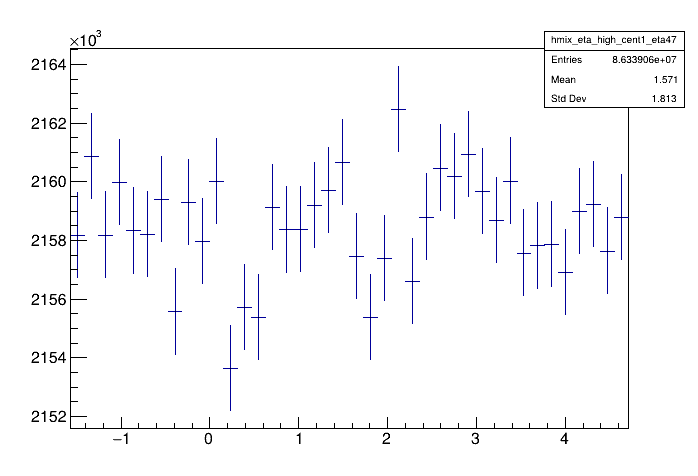 ×10³
hmix_eta_high_cent1_eta47
Entries 8.633906e+07
Mean 1.571
Std Dev 1.813
2164
2162
2160
2158
2156
2154
2152
−1 0 1 2 3 4